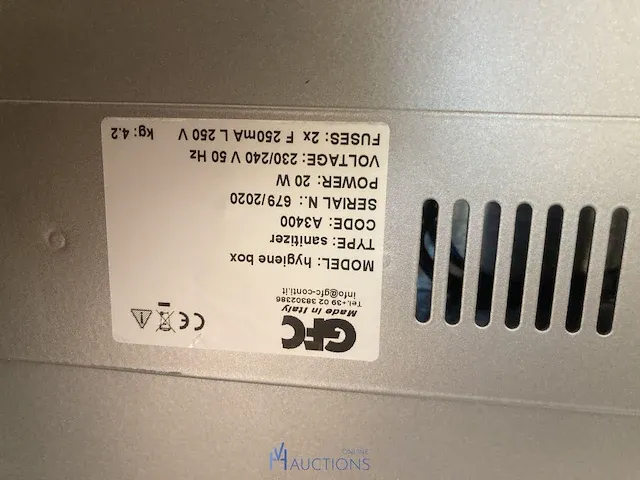 GFC
Made in Italy
Tel.+39 02 38302386
info@gfc-conti.it
CE
MODEL: hygiene box
TYPE: sanitizer
CODE: A3400
SERIAL N.: 679/2020
POWER: 20 W
VOLTAGE: 230/240 V 50 Hz
FUSES: 2x F 250mA L 250 V kg: 4.2
ONLINE
AUCTIONS